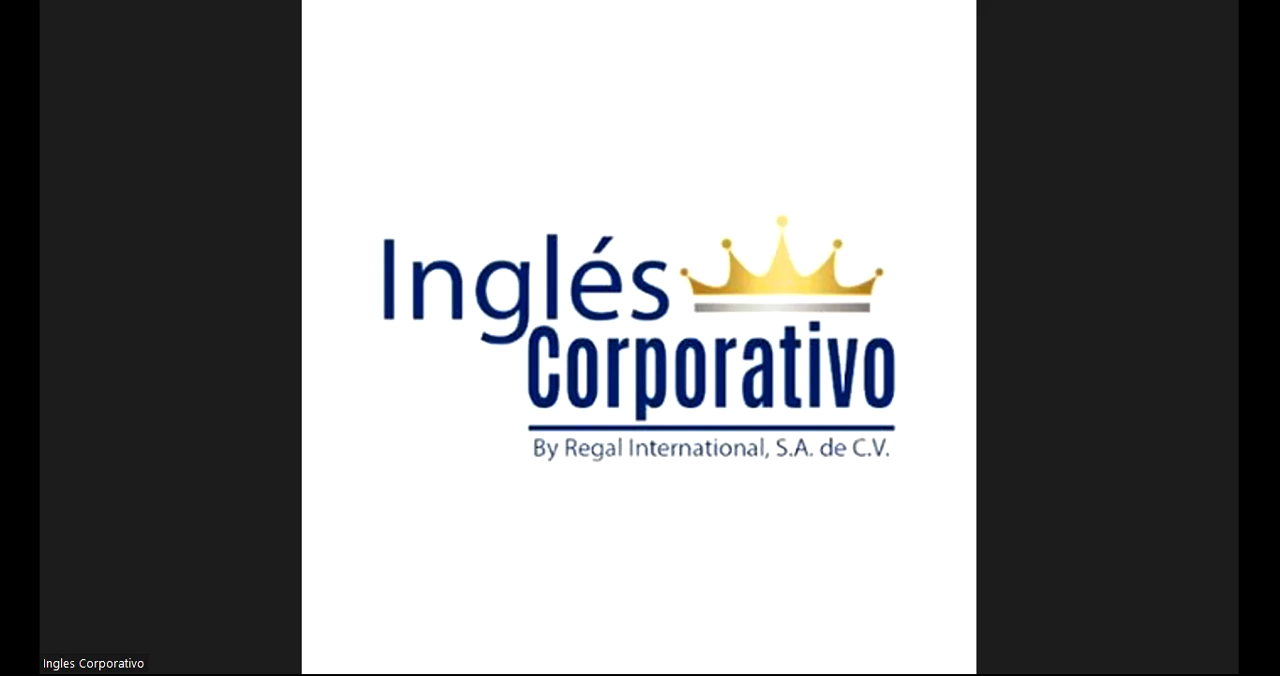 Inglés
Corporativo
By Regal International, S.A. de C.V.
Ingles Corporativo